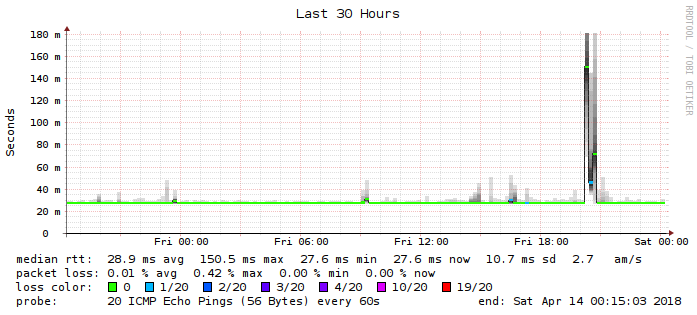 Last 30 Hours
RRDTOOL / TOBI OETIKER
Seconds
180 m
160 m
140 m
120 m
100 m
80 m
60 m
40 m
20 m
0
Fri 00:00 Fri 06:00 Fri 12:00 Fri 18:00 Sat 00:00
median rtt: 28.9 ms avg 150.5 ms max 27.6 ms min 27.6 ms now 10.7 ms sd 2.7 am/s
packet loss: 0.01 % avg 0.42 % max 0.00 % min 0.00 % now
loss color: 0 1/20 2/20 3/20 4/20 10/20 19/20
probe: 20 ICMP Echo Pings (56 Bytes) every 60s end: Sat Apr 14 00:15:03 2018